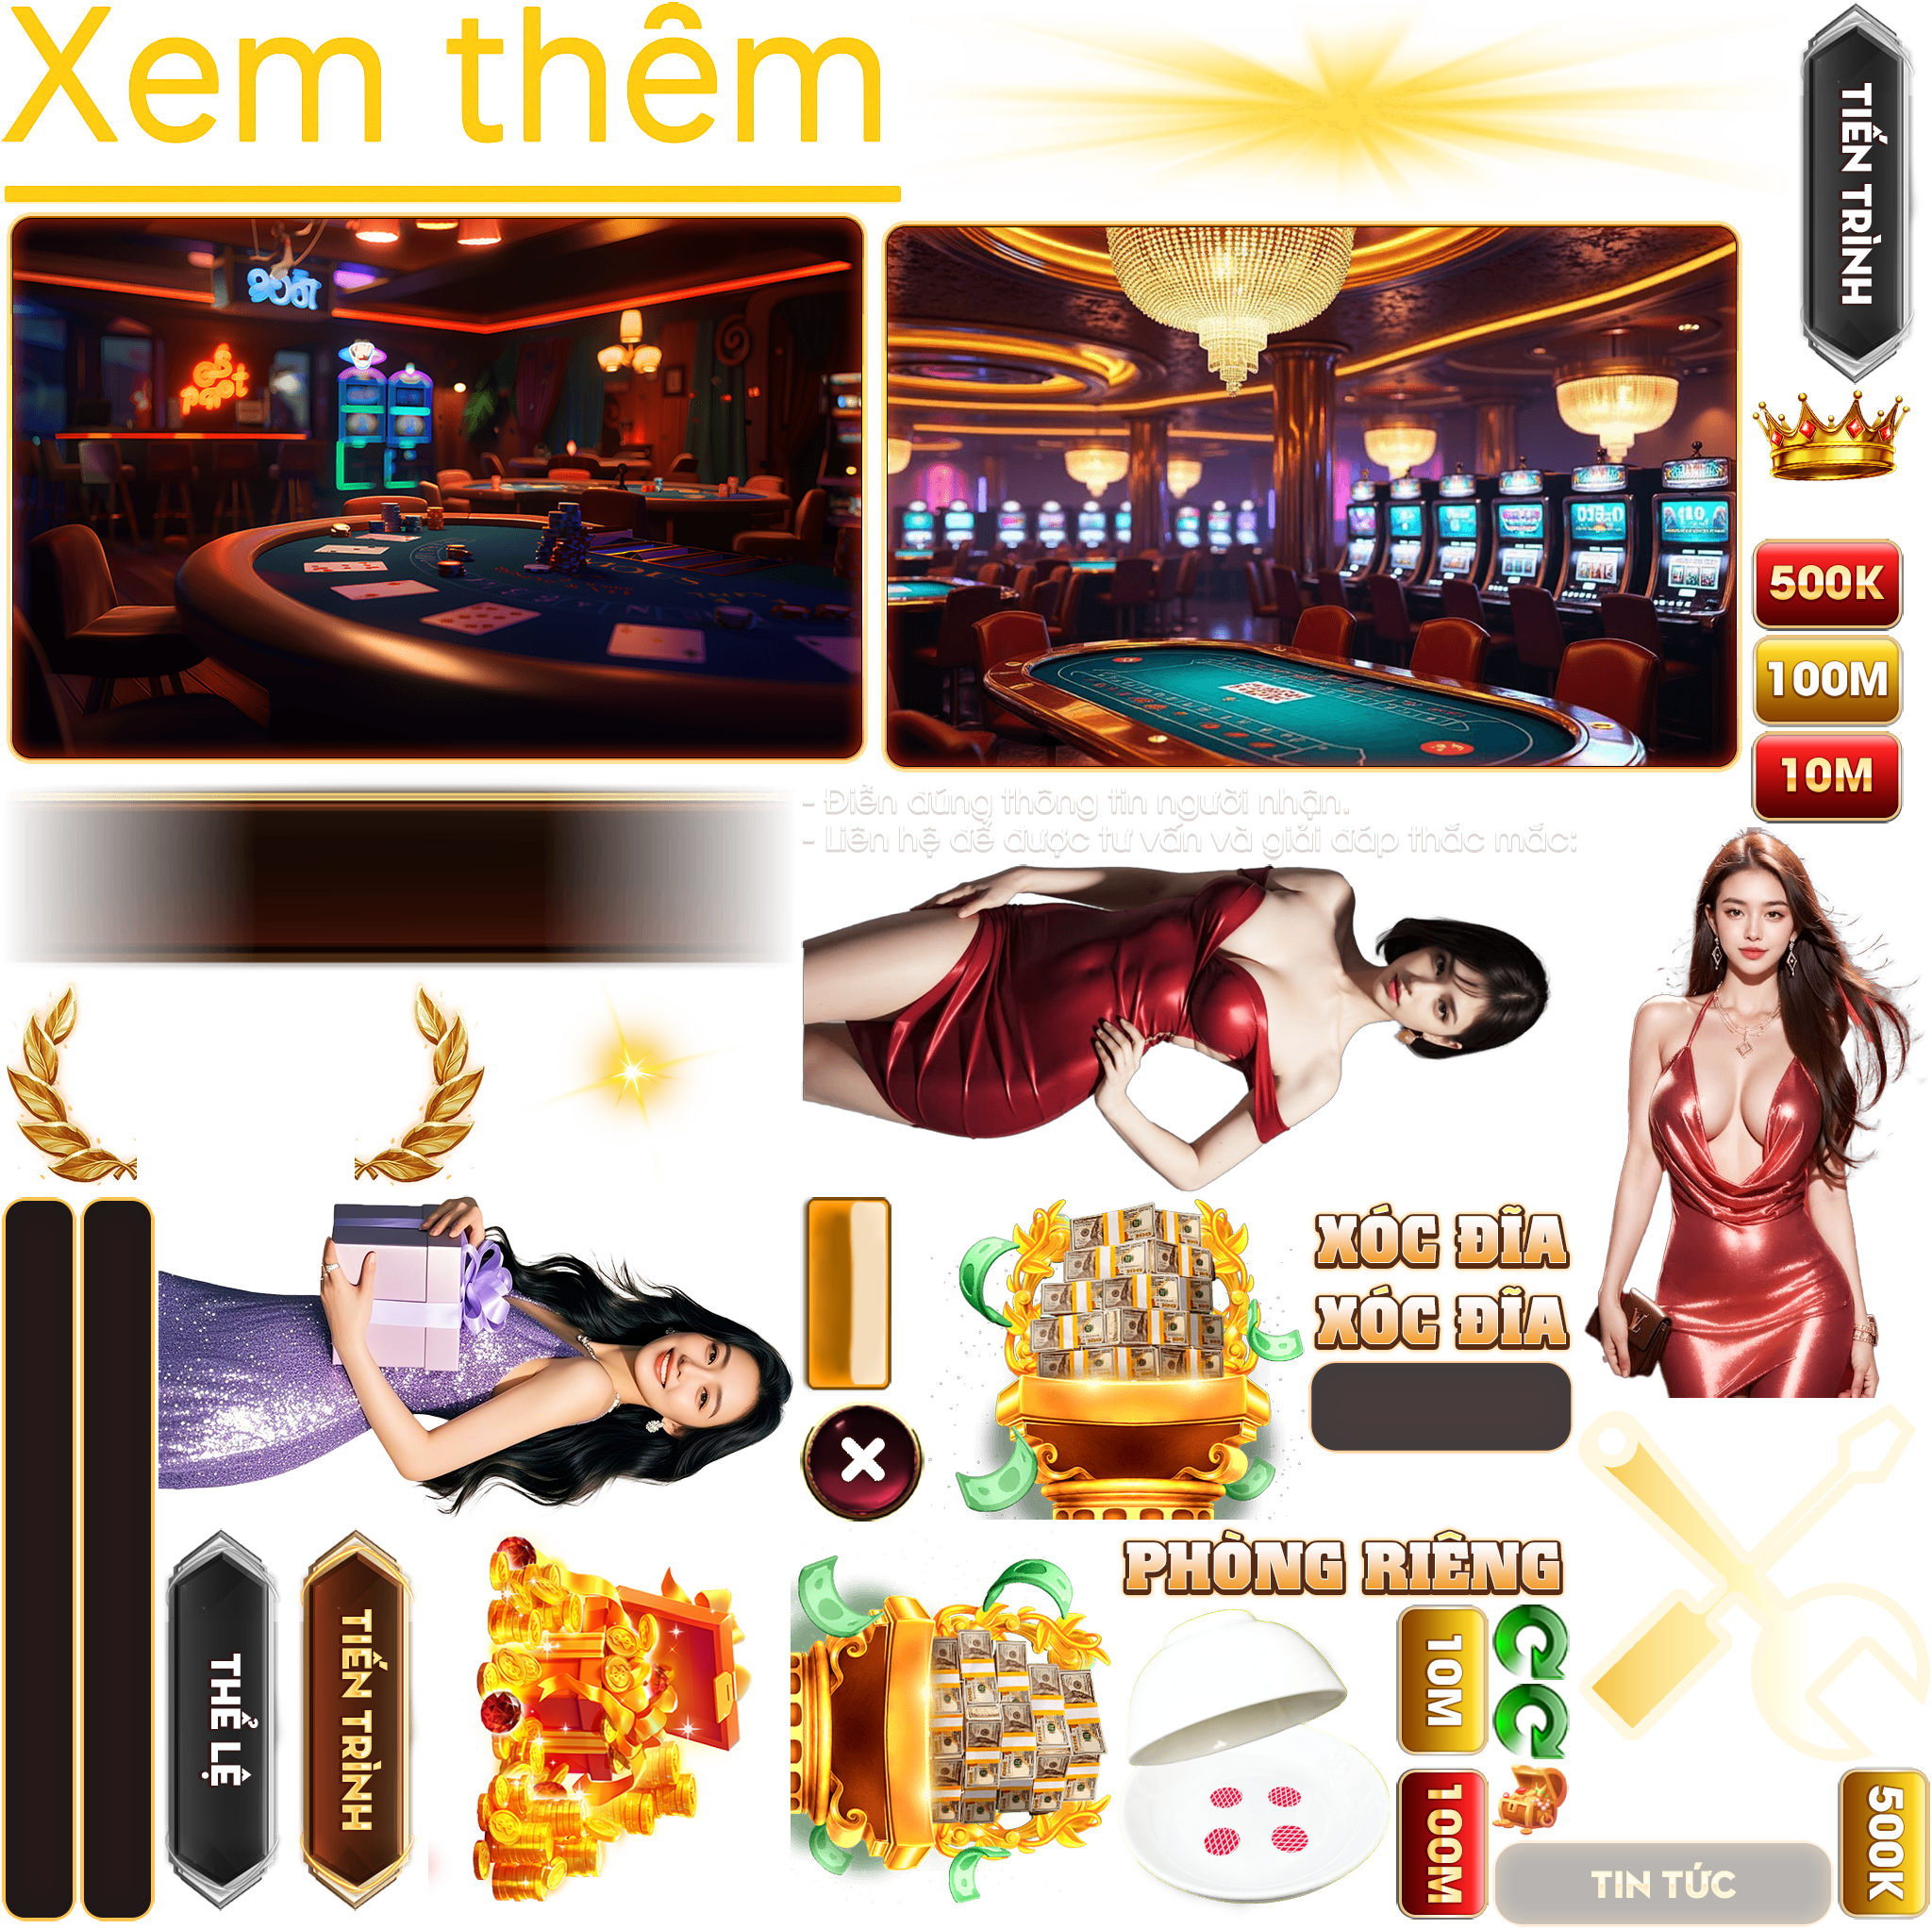 Xem thêm
TIẾN TRÌNH
500K
100M
10M
- Điền đúng thông tin người nhận.
- Liên hệ để được tư vấn và giải đáp thắc mắc:
XÓC ĐĨA
XÓC ĐĨA
PHÒNG RIÊNG
THỂ LỆ
TIẾN TRÌNH
10M
100M
500K
TIN TỨC